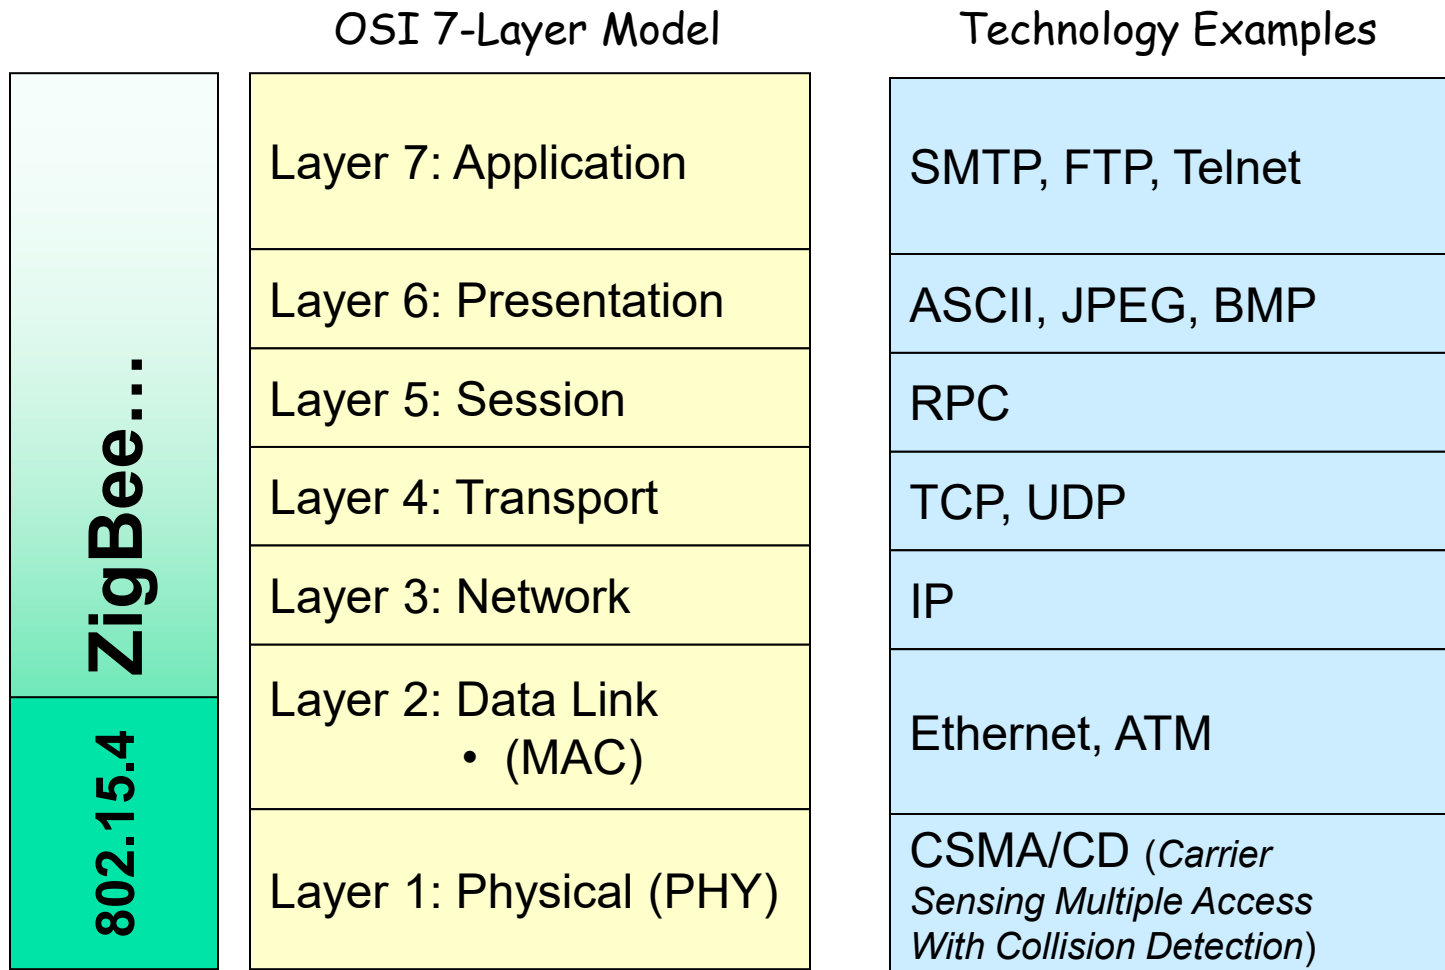 OSI 7-Layer Model
Technology Examples
ZigBee...
802.15.4
Layer 7: Application
Layer 6: Presentation
Layer 5: Session
Layer 4: Transport
Layer 3: Network
Layer 2: Data Link
• (MAC)
Layer 1: Physical (PHY)
SMTP, FTP, Telnet
ASCII, JPEG, BMP
RPC
TCP, UDP
IP
Ethernet, ATM
CSMA/CD (Carrier
Sensing Multiple Access
With Collision Detection)